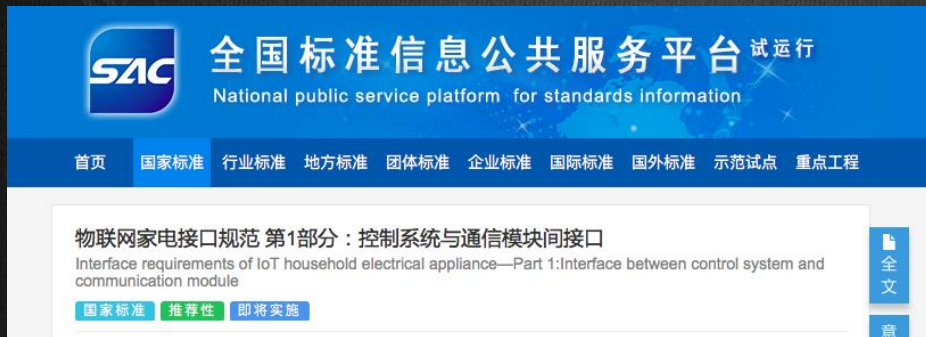 SAC
全国标准信息公共服务平台 试运行
National public service platform for standards information
首页 国家标准 行业标准 地方标准 团体标准 企业标准 国际标准 国外标准 示范试点 重点工程
物联网家电接口规范 第1部分：控制系统与通信模块间接口
Interface requirements of IoT household electrical appliance—Part 1:Interface between control system and
communication module
国家标准 推荐性 即将实施
全
文
意